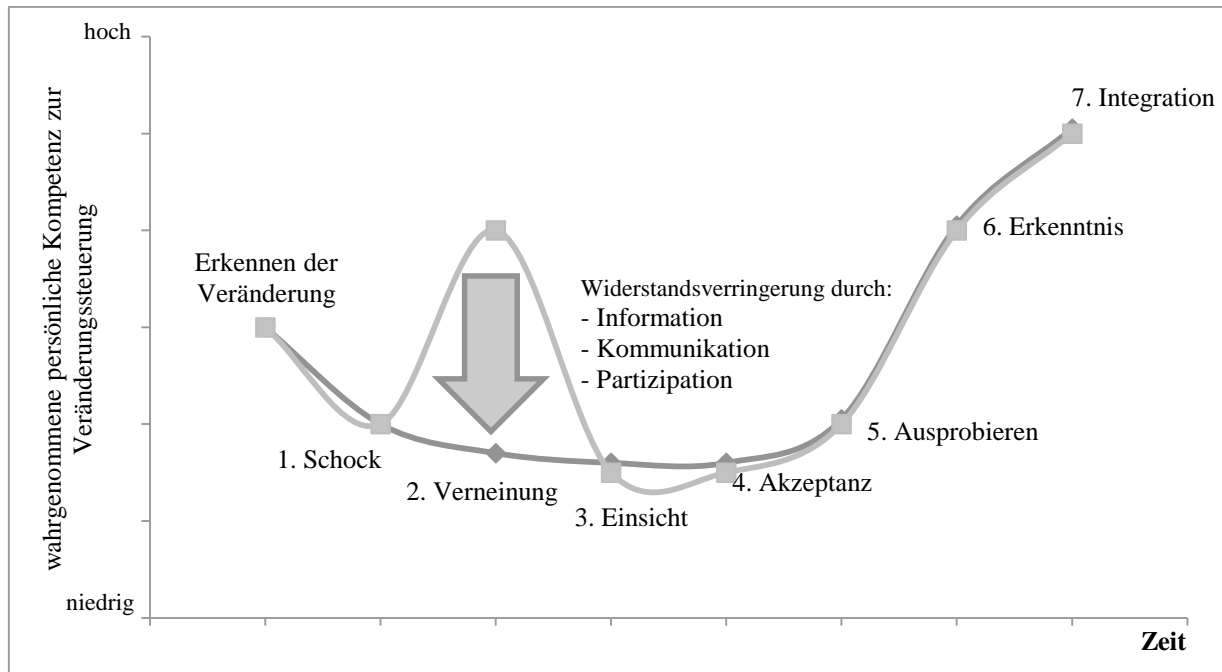 hoch
wahrgenommene persönliche Kompetenz zur
Veränderungssteuerung
niedrig
Erkennen der
Veränderung
1. Schock
2. Verneinung
Widerstandsverringerung durch:
- Information
- Kommunikation
- Partizipation
3. Einsicht
4. Akzeptanz
5. Ausprobieren
6. Erkenntnis
7. Integration
Zeit